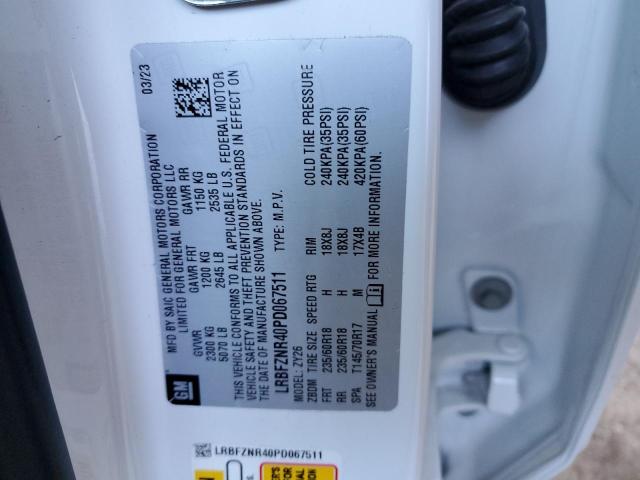 GM
MFD BY SAIC GENERAL MOTORS CORPORATION
LIMITED FOR GENERAL MOTORS LLC
03/23
GVWR GAWR FRT GAWR RR
2300 KG 1200 KG 1150 KG
5070 LB 2645 LB 2535 LB
THIS VEHICLE CONFORMS TO ALL APPLICABLE U.S. FEDERAL MOTOR
VEHICLE SAFETY AND THEFT PREVENTION STANDARDS IN EFFECT ON
THE DATE OF MANUFACTURE SHOWN ABOVE.
LRBFZNR40PD067511 TYPE: M.P.V.
MODEL: ZY26
ZBDM TIRE SIZE SPEED RTG RIM COLD TIRE PRESSURE
FRT 235/60R18 H 18X8J 240KPA(35PSI)
RR 235/60R18 H 18X8J 240KPA(35PSI)
SPA T145/70R17 M 17X4B 420KPA(60PSI)
SEE OWNER'S MANUAL FOR MORE INFORMATION.
LRBFZNR40PD067511